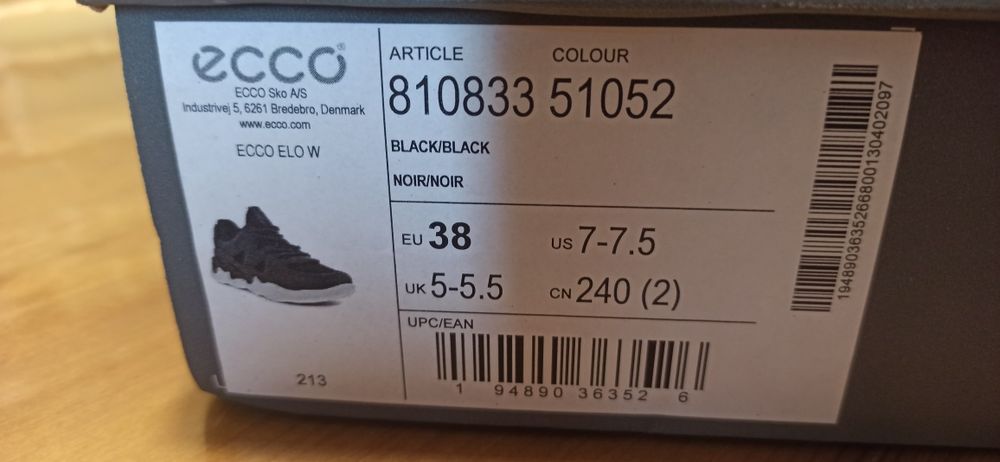 ecco®
ECCO Sko A/S
Industrivej 5, 6261 Bredebro, Denmark
www.ecco.com
ECCO ELO W
213
ARTICLE COLOUR
810833 51052
BLACK/BLACK
NOIR/NOIR
EU 38 US 7-7.5
UK 5-5.5 CN 240 (2)
UPC/EAN
1 94890 36352 6
1948903635266800130402097